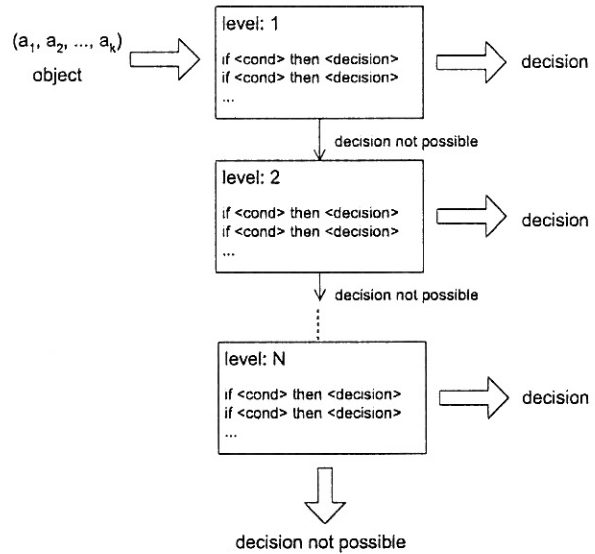 level: 1
(a1, a2, ..., ak)
object
if <cond> then <decision>
if <cond> then <decision>
...
decision
decision not possible
level: 2
if <cond> then <decision>
if <cond> then <decision>
...
decision
decision not possible
level: N
if <cond> then <decision>
if <cond> then <decision>
...
decision
decision not possible